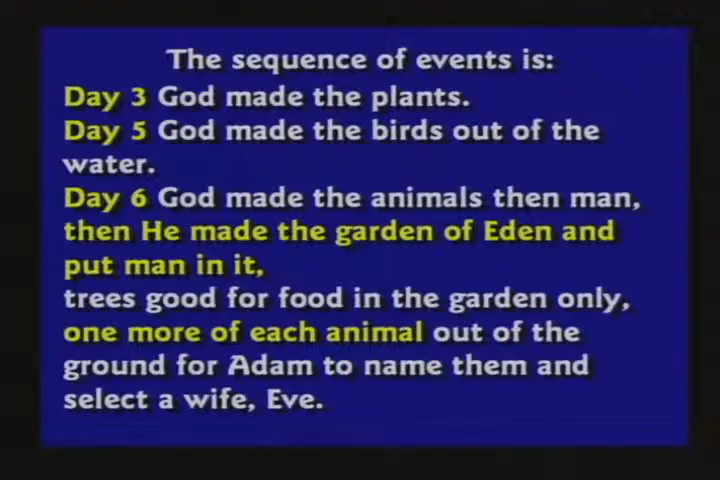 The sequence of events is:
Day 3 God made the plants.
Day 5 God made the birds out of the
water.
Day 6 God made the animals then man,
then He made the garden of Eden and
put man in it,
trees good for food in the garden only,
one more of each animal out of the
ground for Adam to name them and
select a wife, Eve.